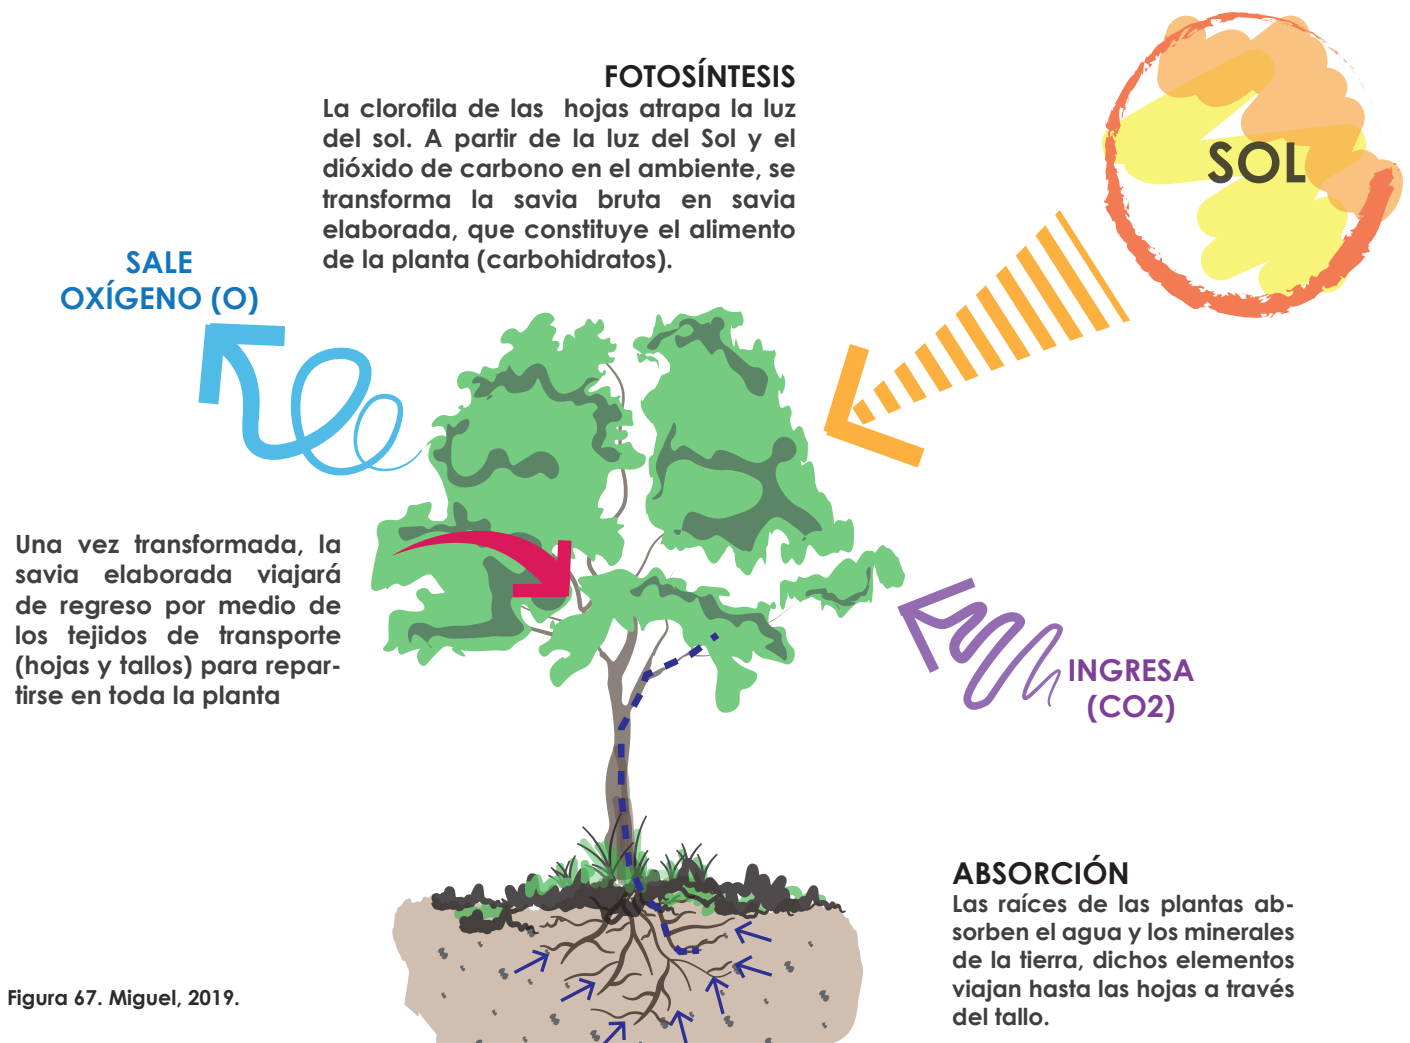 FOTOSÍNTESIS
La clorofila de las hojas atrapa la luz
del sol. A partir de la luz del Sol y el
dióxido de carbono en el ambiente, se
transforma la savia bruta en savia
elaborada, que constituye el alimento
de la planta (carbohidratos).
SOL
SALE
OXÍGENO (O)
Una vez transformada, la
savia elaborada viajará
de regreso por medio de
los tejidos de transporte
(hojas y tallos) para repar-
tirse en toda la planta
INGRESA
(CO2)
ABSORCIÓN
Las raíces de las plantas ab-
sorben el agua y los minerales
de la tierra, dichos elementos
viajan hasta las hojas a través
del tallo.
Figura 67. Miguel, 2019.